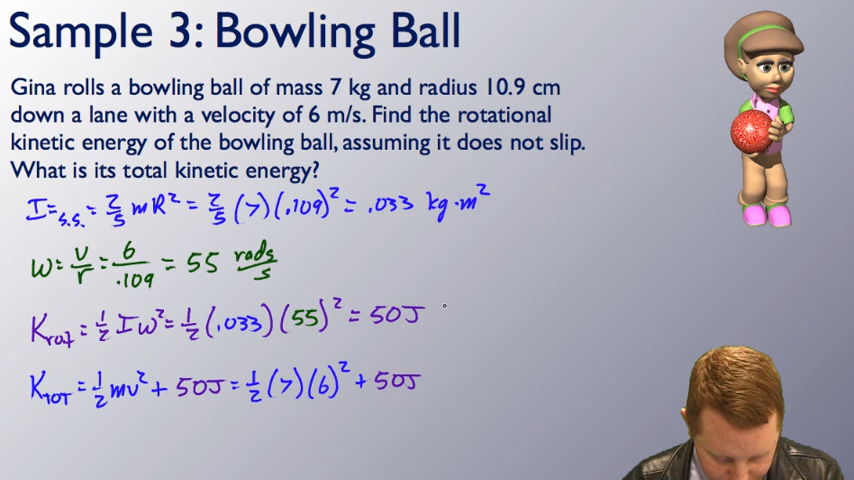 Sample 3: Bowling Ball
Gina rolls a bowling ball of mass 7 kg and radius 10.9 cm
down a lane with a velocity of 6 m/s. Find the rotational
kinetic energy of the bowling ball, assuming it does not slip.
What is its total kinetic energy?
I=s.s. = 2/5 mR² = 2/5 (7)(.109)² = .033 kg·m²
ω = v/r = 6/.109 = 55 rads/s
Krot = 1/2 Iω² = 1/2 (.033)(55)² = 50J
KTOT = 1/2 mv² + 50J = 1/2 (7)(6)² + 50J